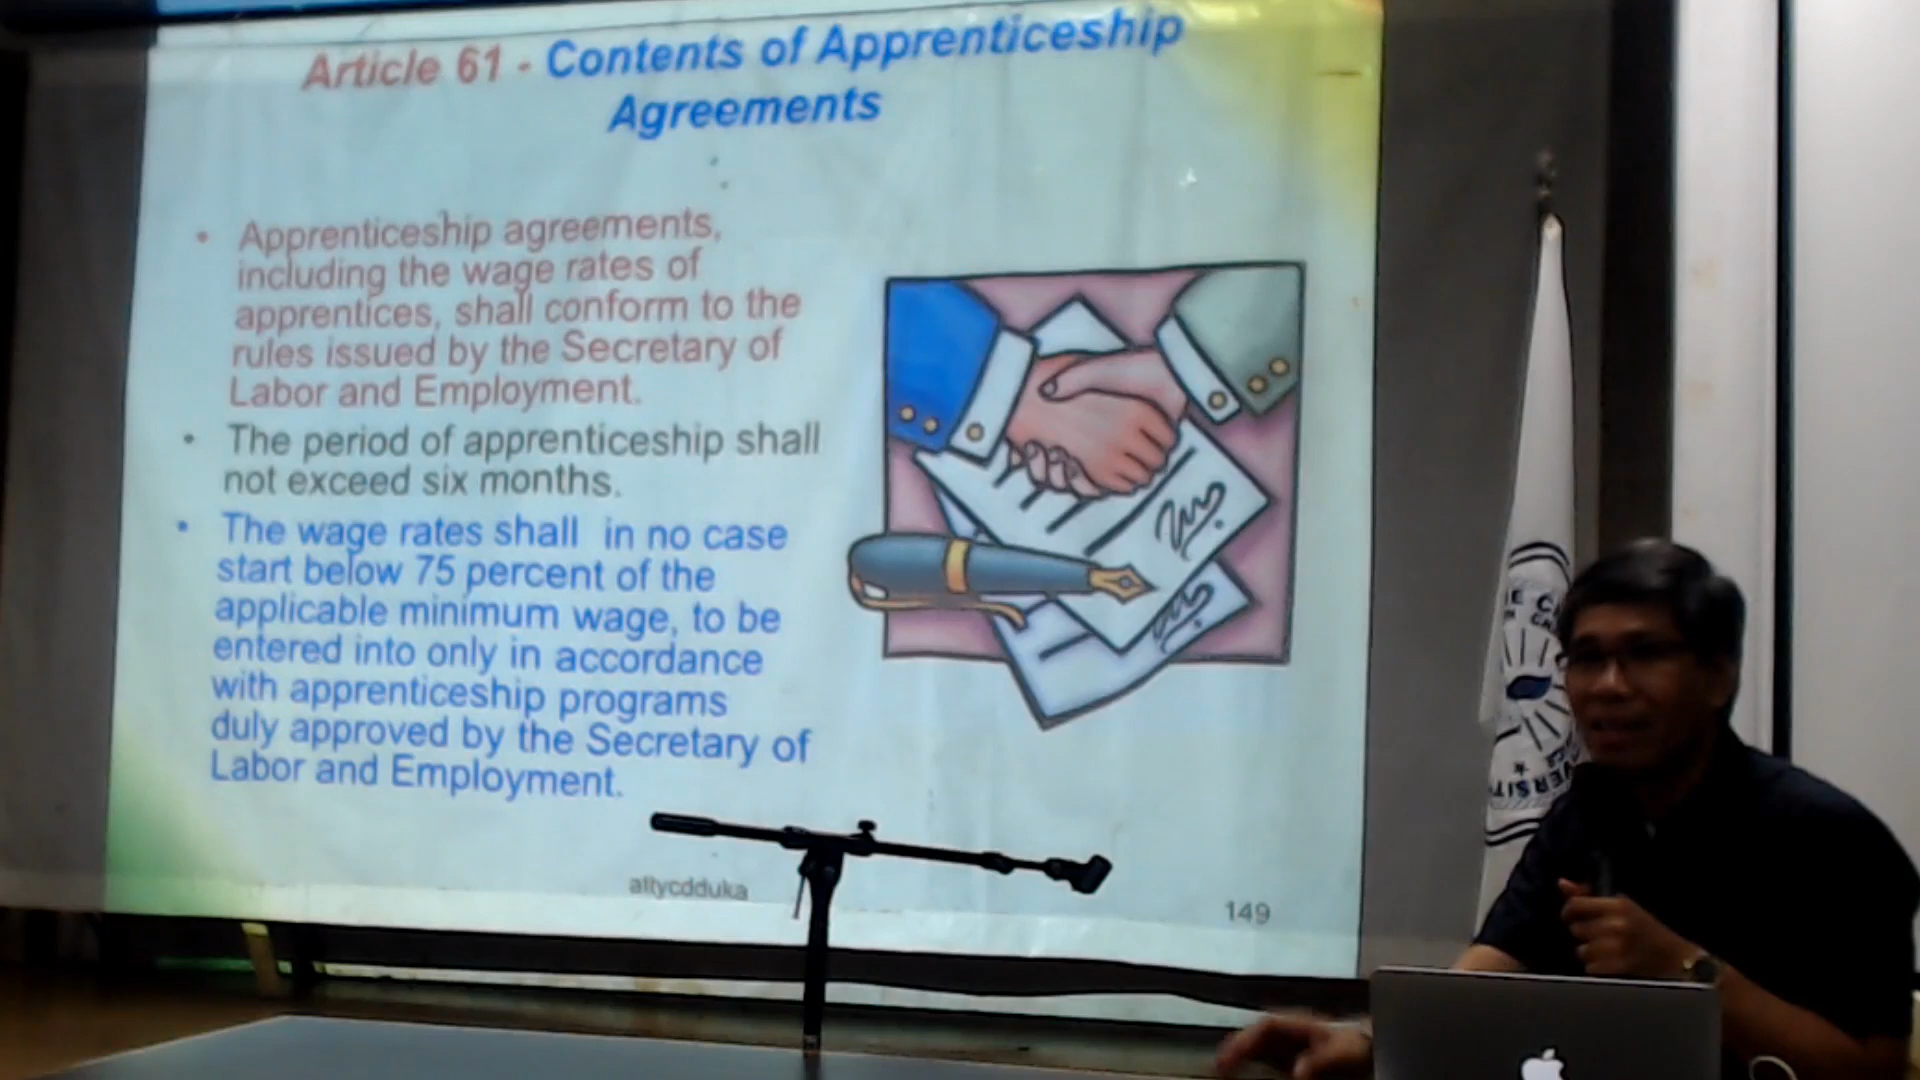 Article 61 - Contents of Apprenticeship
Agreements
• Apprenticeship agreements,
including the wage rates of
apprentices, shall conform to the
rules issued by the Secretary of
Labor and Employment.
• The period of apprenticeship shall
not exceed six months.
• The wage rates shall in no case
start below 75 percent of the
applicable minimum wage, to be
entered into only in accordance
with apprenticeship programs
duly approved by the Secretary of
Labor and Employment.
attycdduka
149